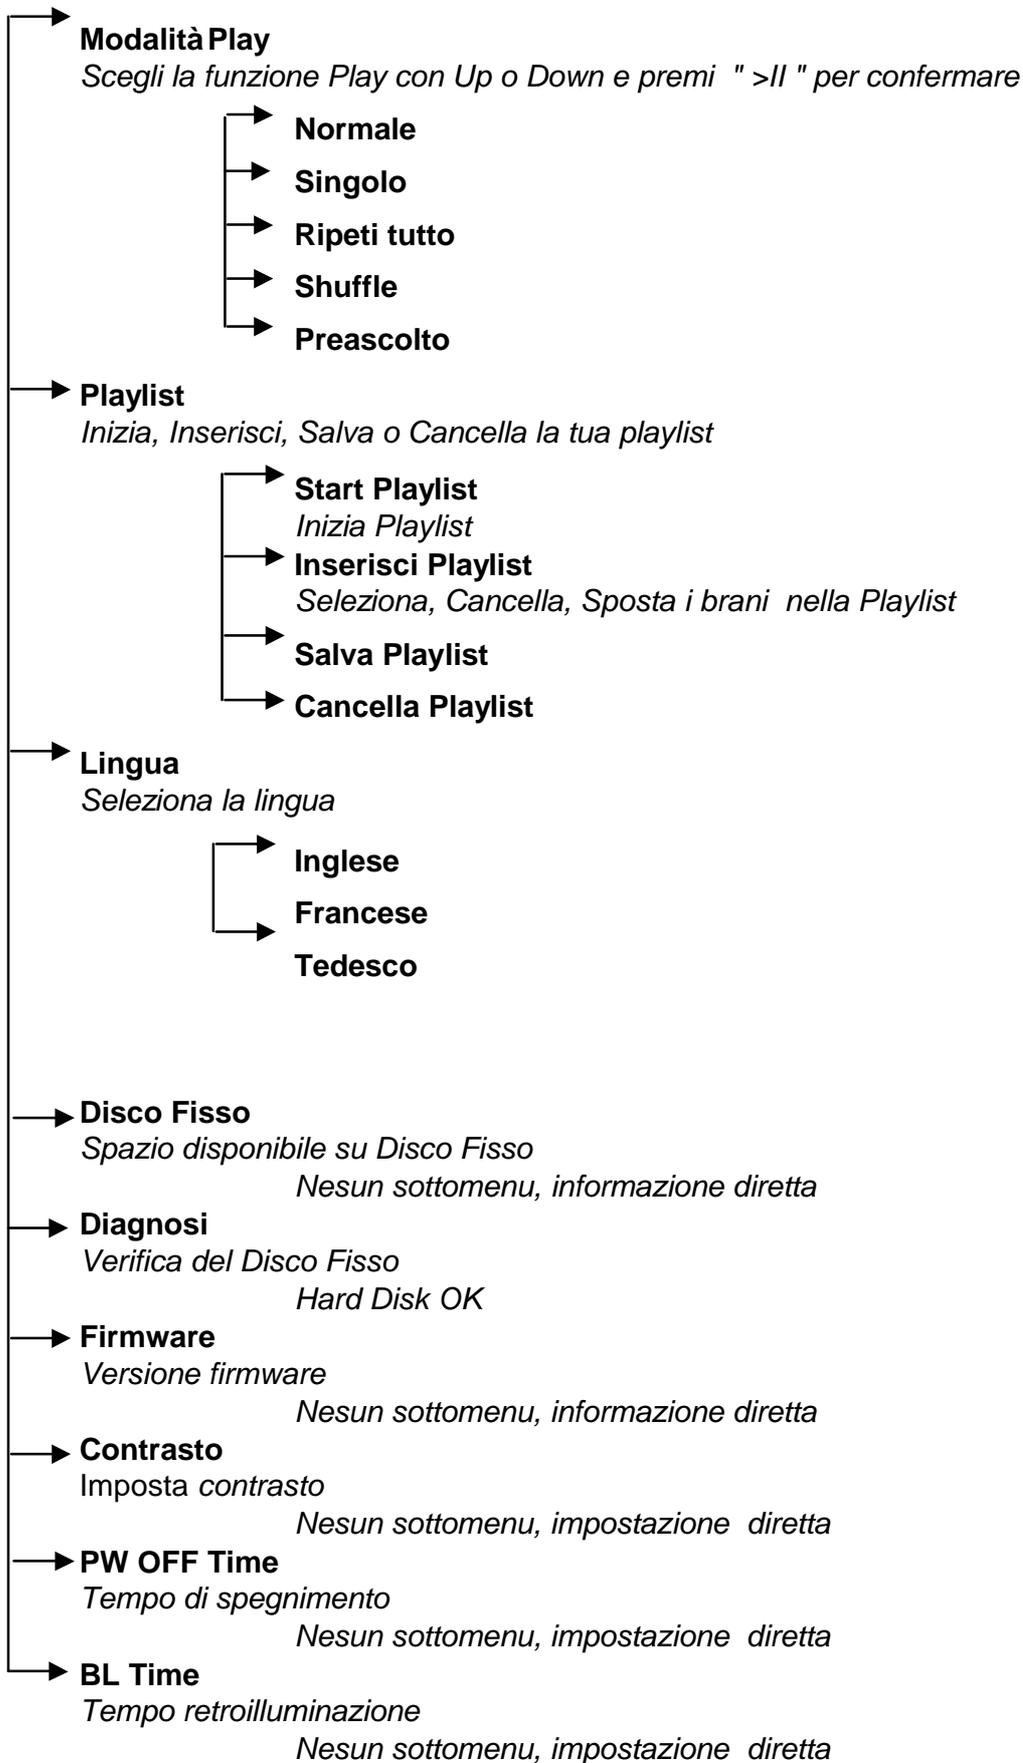 Modalità Play
Scegli la funzione Play con Up o Down e premi " >II " per confermare
Normale
Singolo
Ripeti tutto
Shuffle
Preascolto
Playlist
Inizia, Inserisci, Salva o Cancella la tua playlist
Start Playlist
Inizia Playlist
Inserisci Playlist
Seleziona, Cancella, Sposta i brani nella Playlist
Salva Playlist
Cancella Playlist
Lingua
Seleziona la lingua
Inglese
Francese
Tedesco
Disco Fisso
Spazio disponibile su Disco Fisso
Nesun sottomenu, informazione diretta
Diagnosi
Verifica del Disco Fisso
Hard Disk OK
Firmware
Versione firmware
Nesun sottomenu, informazione diretta
Contrasto
Imposta contrasto
Nesun sottomenu, impostazione diretta
PW OFF Time
Tempo di spegnimento
Nesun sottomenu, impostazione diretta
BL Time
Tempo retroilluminazione
Nesun sottomenu, impostazione diretta